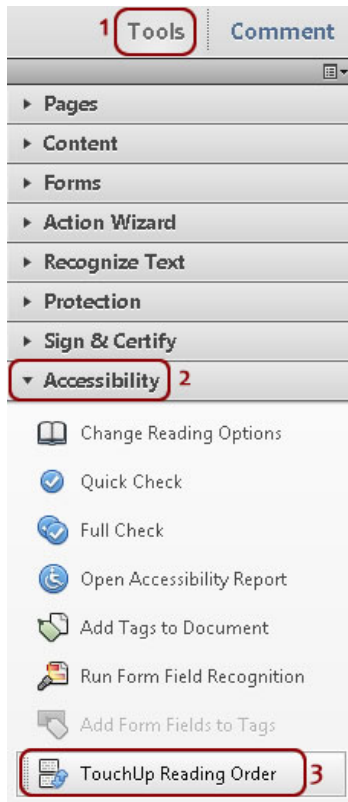 1 Tools Comment
Pages
Content
Forms
Action Wizard
Recognize Text
Protection
Sign & Certify
Accessibility 2
Change Reading Options
Quick Check
Full Check
Open Accessibility Report
Add Tags to Document
Run Form Field Recognition
Add Form Fields to Tags
TouchUp Reading Order 3